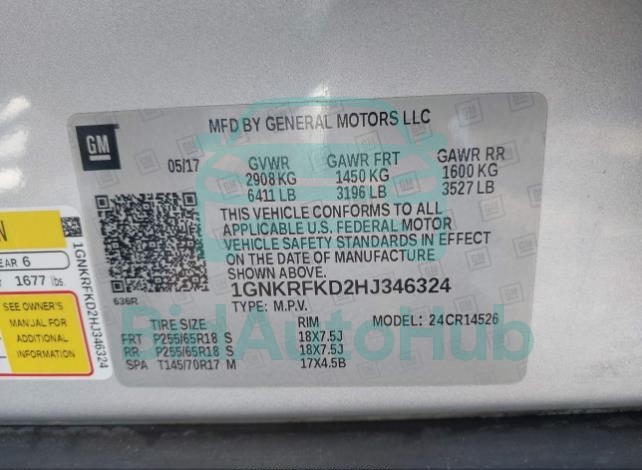 GM
MFD BY GENERAL MOTORS LLC
05/17 GVWR GAWR FRT GAWR RR
2908 KG 1450 KG 1600 KG
6411 LB 3196 LB 3527 LB
THIS VEHICLE CONFORMS TO ALL
APPLICABLE U.S. FEDERAL MOTOR
VEHICLE SAFETY STANDARDS IN EFFECT
ON THE DATE OF MANUFACTURE
SHOWN ABOVE.
636R
1GNKRFKD2HJ346324
TYPE: M.P.V.
TIRE SIZE RIM MODEL: 24CR14526
FRT P255/65R18 S 18X7.5J
RR P255/65R18 S 18X7.5J
SPA T145/70R17 M 17X4.5B
EAR 6
1677 lbs.
SEE OWNER'S
MANUAL FOR
ADDITIONAL
INFORMATION
1GNKRFKD2HJ346324
BidAutoHub